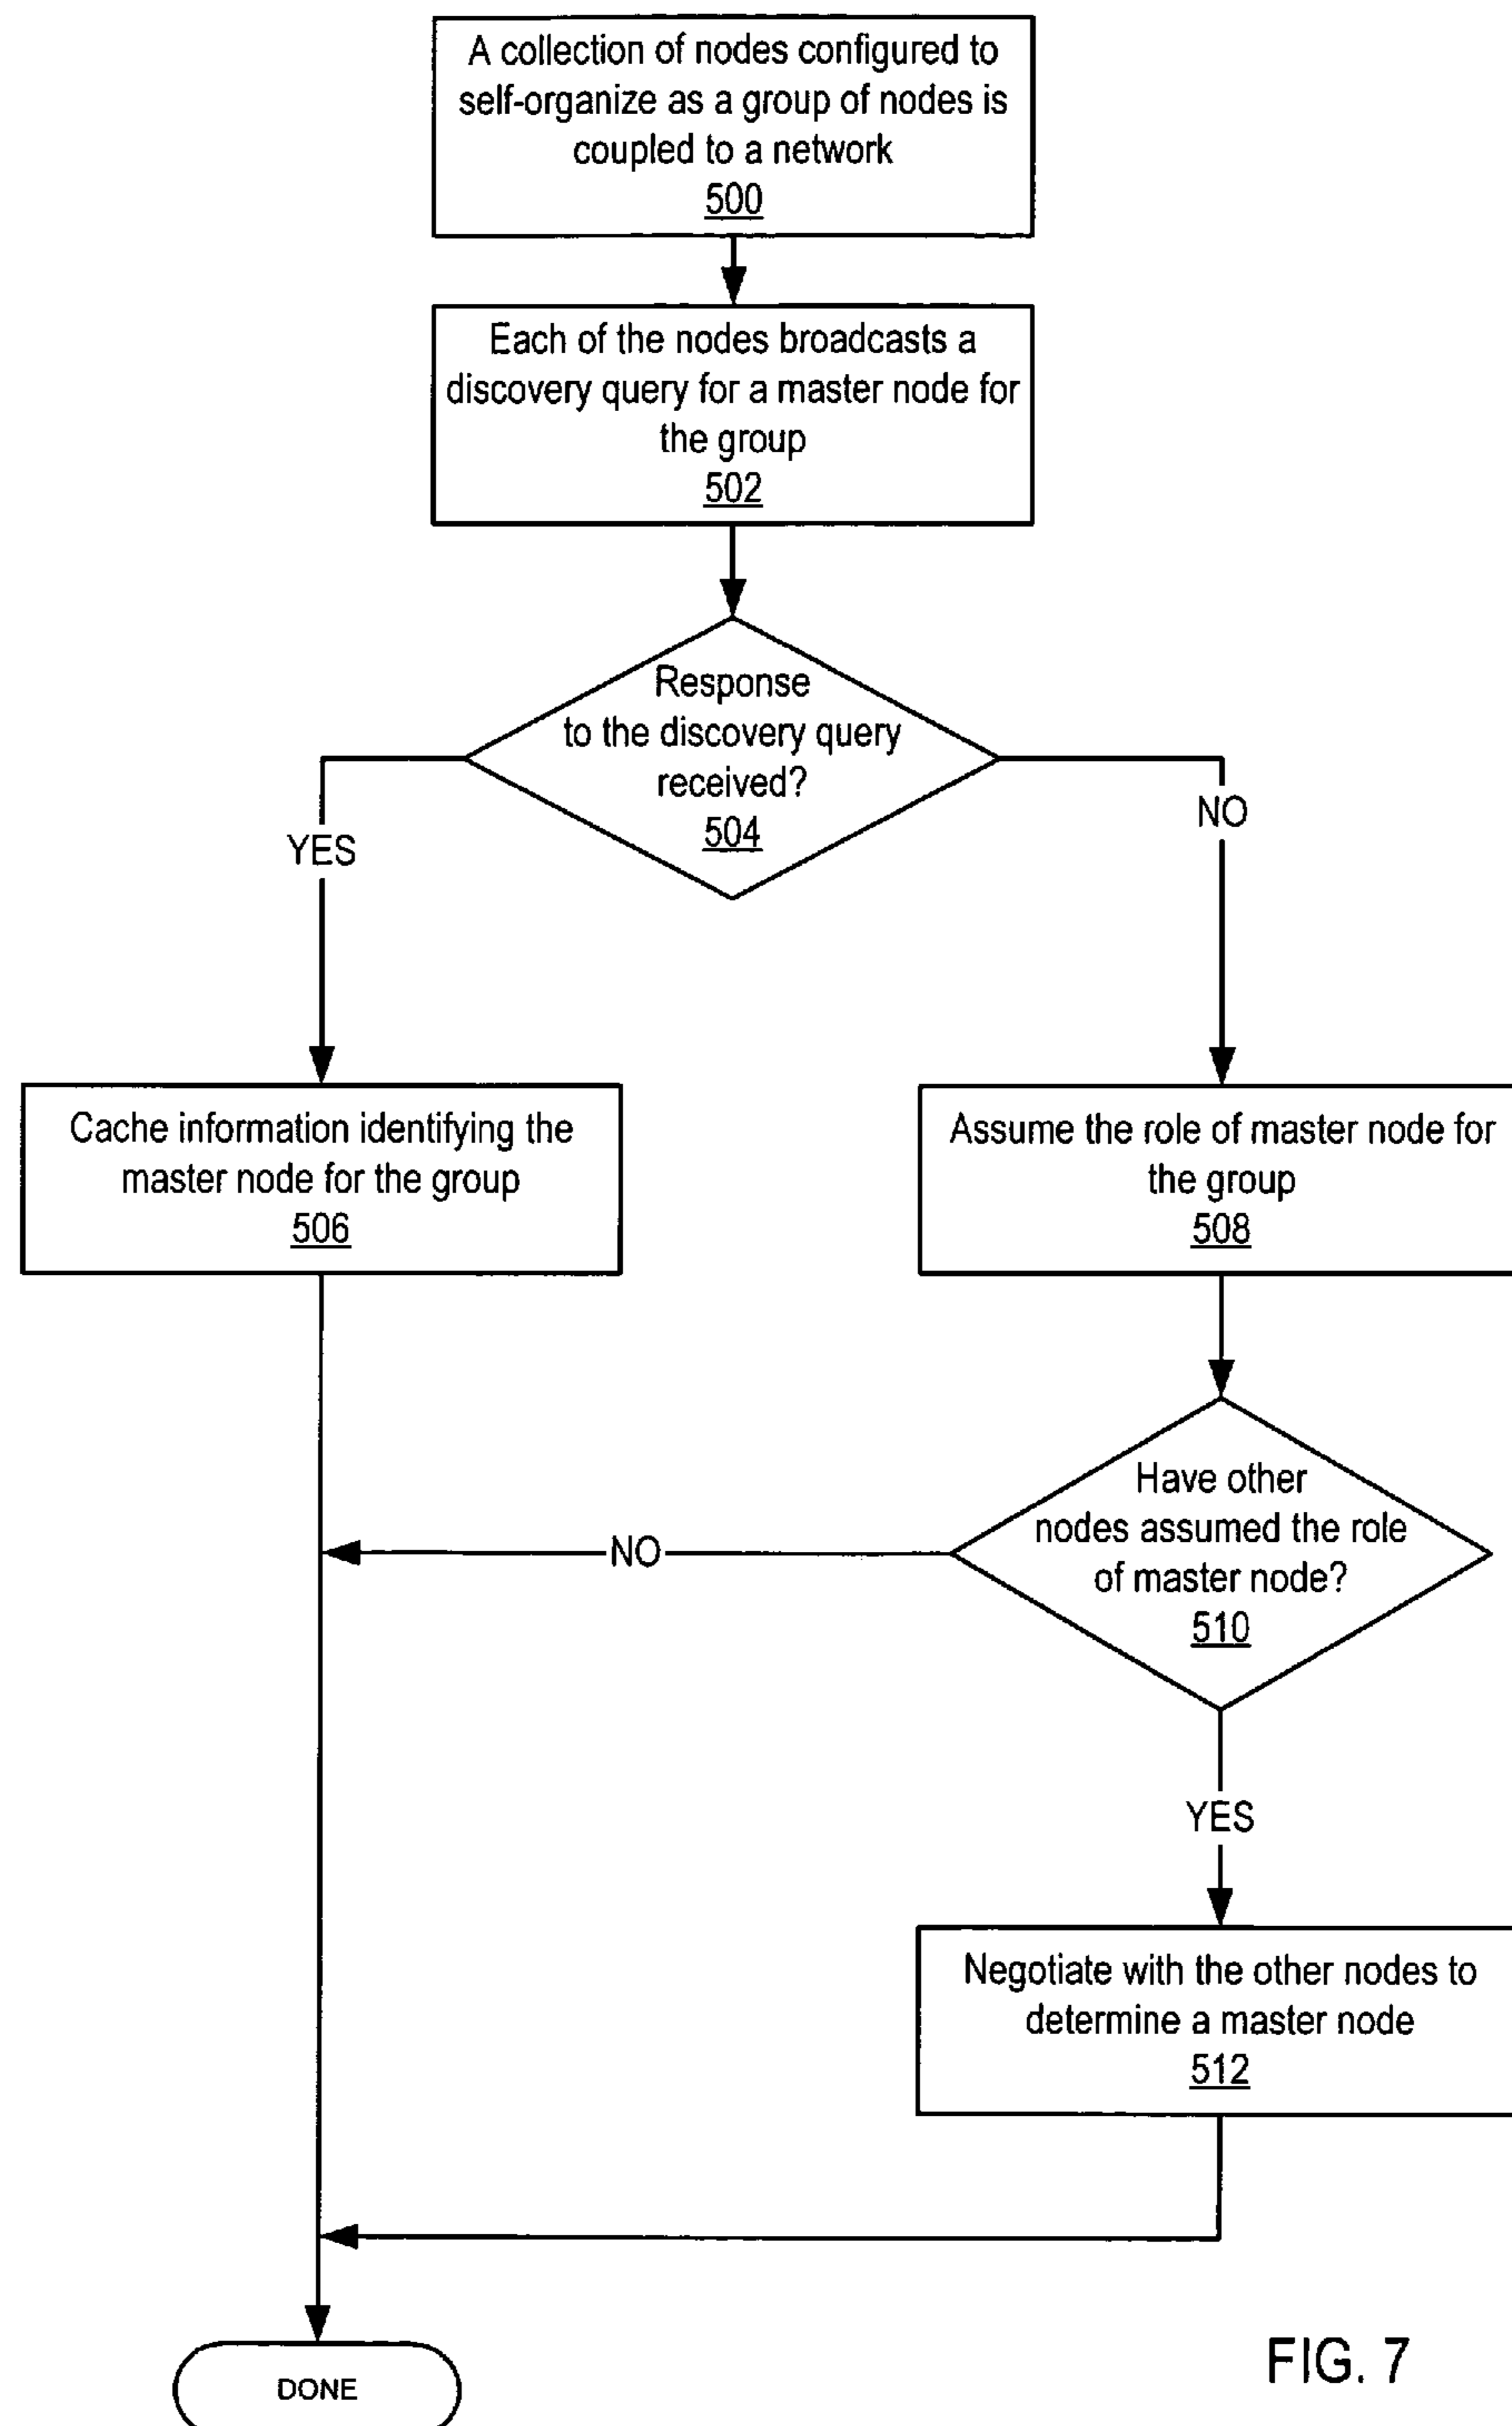 A collection of nodes configured to
self-organize as a group of nodes is
coupled to a network
500
Each of the nodes broadcasts a
discovery query for a master node for
the group
502
Response
to the discovery query
received?
504
YES
NO
Cache information identifying the
master node for the group
506
Assume the role of master node for
the group
508
Have other
nodes assumed the role
of master node?
510
NO
YES
Negotiate with the other nodes to
determine a master node
512
DONE
FIG. 7